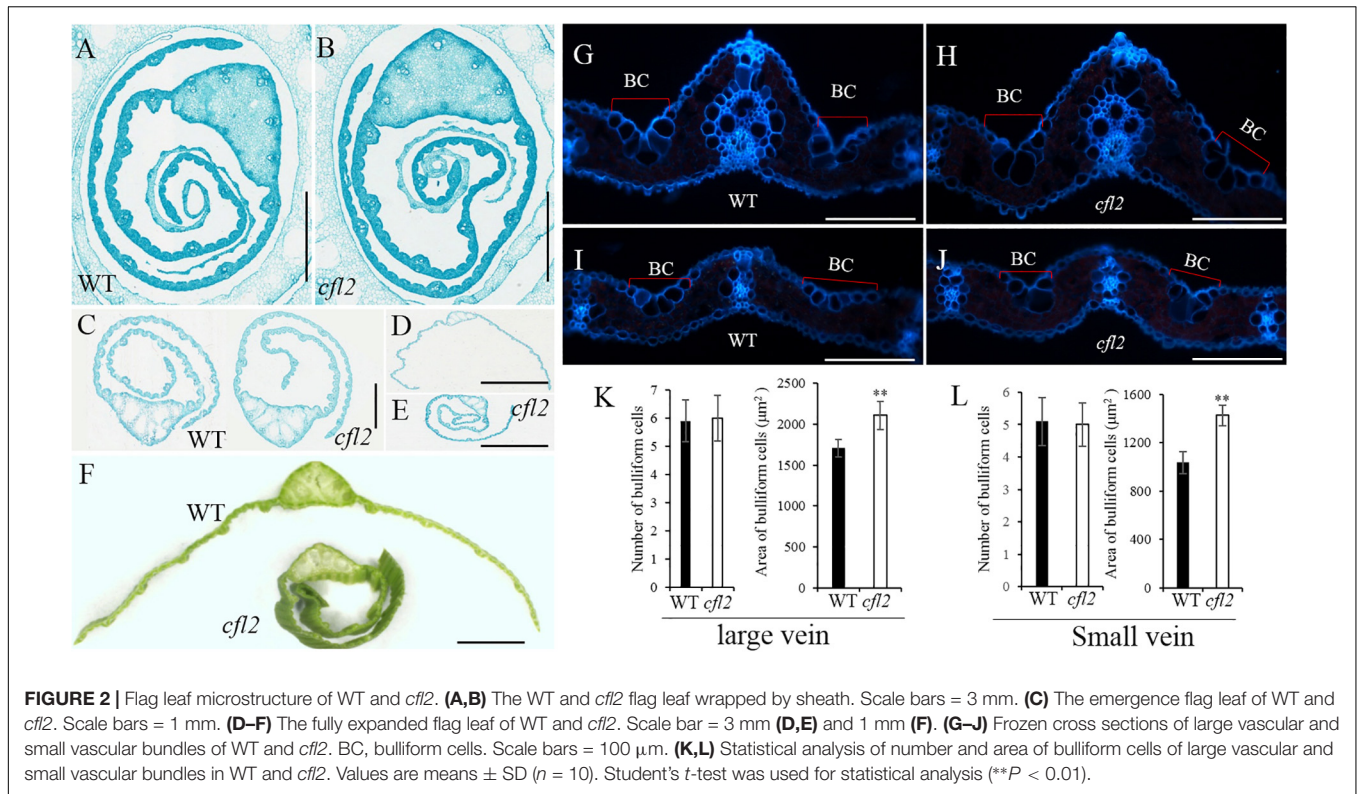 A
B
WT
cfl2
C
WT
cfl2
D
E
cfl2
F
WT
cfl2
G
BC
BC
WT
H
BC
BC
cfl2
I
BC
BC
WT
J
BC
BC
cfl2
K
Number of bulliform cells
7
6
5
4
3
2
1
0
WT cfl2
Area of bulliform cells (µm²)
2500
2000
1500
1000
500
0
**
WT cfl2
large vein
L
Number of bulliform cells
6
5
4
3
2
1
0
WT cfl2
Area of bulliform cells (µm²)
1600
1200
800
400
0
**
WT cfl2
Small vein
FIGURE 2 | Flag leaf microstructure of WT and cfl2. (A,B) The WT and cfl2 flag leaf wrapped by sheath. Scale bars = 3 mm. (C) The emergence flag leaf of WT and
cfl2. Scale bars = 1 mm. (D–F) The fully expanded flag leaf of WT and cfl2. Scale bar = 3 mm (D,E) and 1 mm (F). (G–J) Frozen cross sections of large vascular and
small vascular bundles of WT and cfl2. BC, bulliform cells. Scale bars = 100 µm. (K,L) Statistical analysis of number and area of bulliform cells of large vascular and
small vascular bundles in WT and cfl2. Values are means ± SD (n = 10). Student's t-test was used for statistical analysis (**P < 0.01).